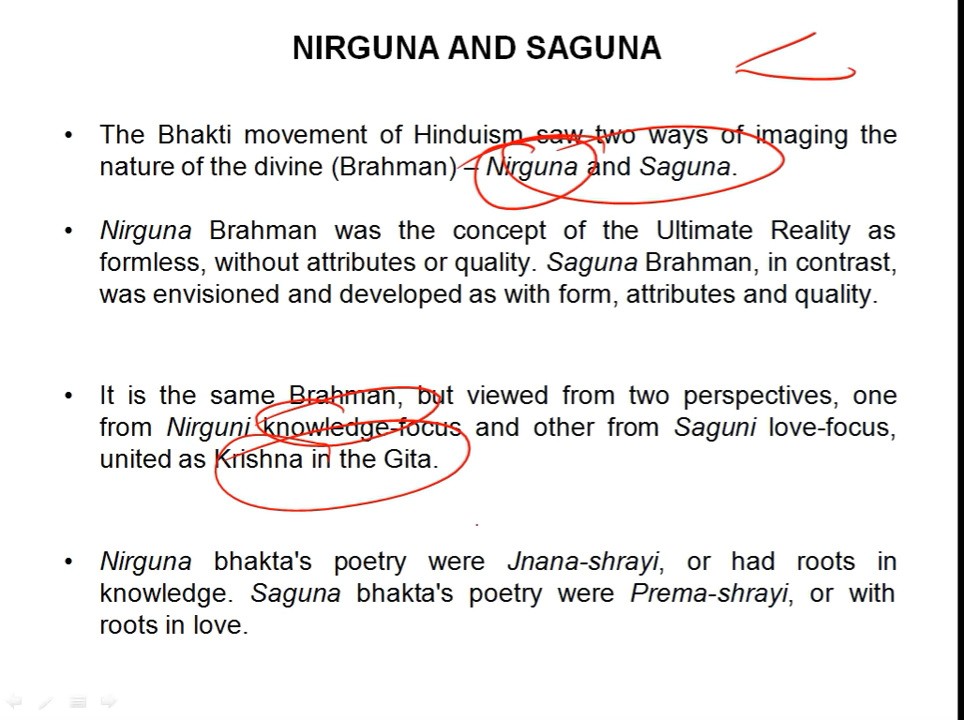 NIRGUNA AND SAGUNA
• The Bhakti movement of Hinduism saw two ways of imaging the
nature of the divine (Brahman) – Nirguna and Saguna.
• Nirguna Brahman was the concept of the Ultimate Reality as
formless, without attributes or quality. Saguna Brahman, in contrast,
was envisioned and developed as with form, attributes and quality.
• It is the same Brahman, but viewed from two perspectives, one
from Nirguni knowledge-focus and other from Saguni love-focus,
united as Krishna in the Gita.
• Nirguna bhakta's poetry were Jnana-shrayi, or had roots in
knowledge. Saguna bhakta's poetry were Prema-shrayi, or with
roots in love.